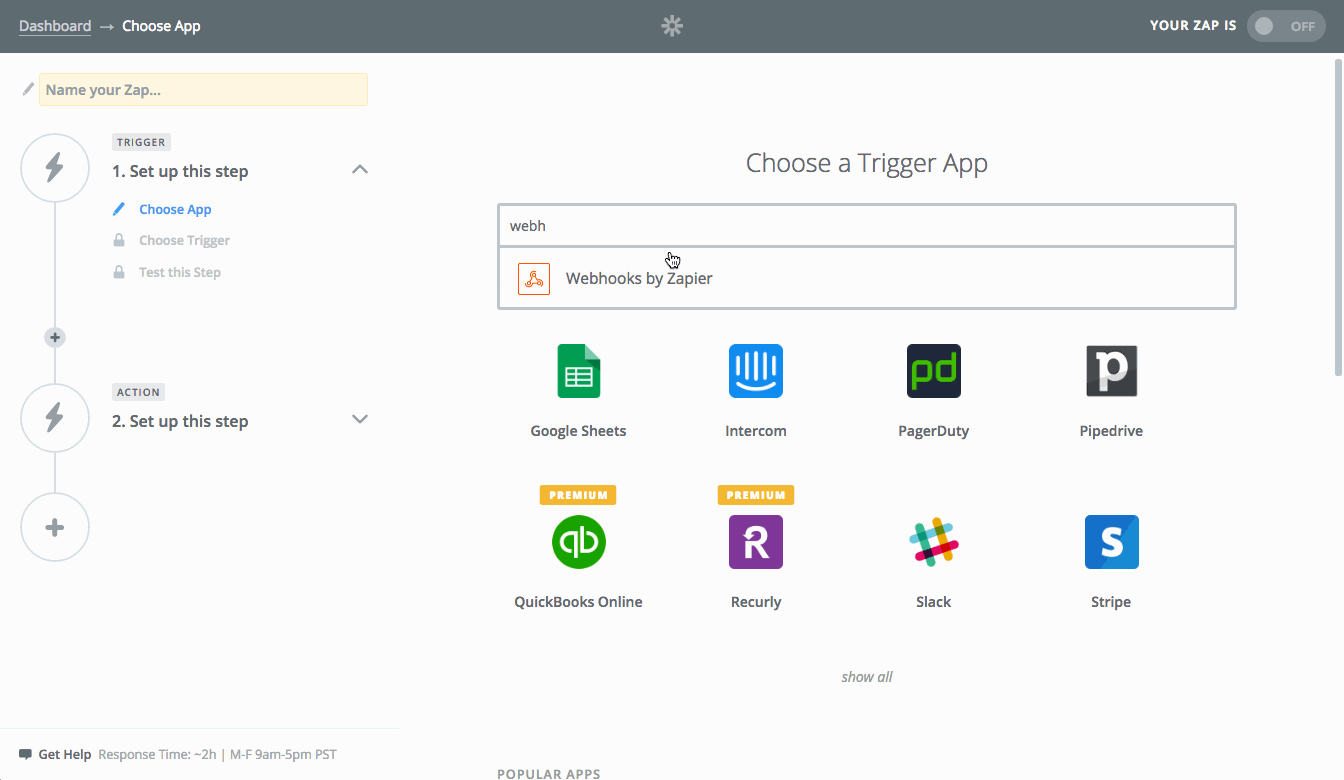 Dashboard → Choose App
YOUR ZAP IS OFF
Name your Zap...
TRIGGER
1. Set up this step
Choose App
Choose Trigger
Test this Step
ACTION
2. Set up this step
Get Help Response Time: ~2h | M-F 9am-5pm PST
Choose a Trigger App
webh
Webhooks by Zapier
pd
p
Google Sheets
Intercom
PagerDuty
Pipedrive
PREMIUM
PREMIUM
qb
R
S
QuickBooks Online
Recurly
Slack
Stripe
show all
POPULAR APPS